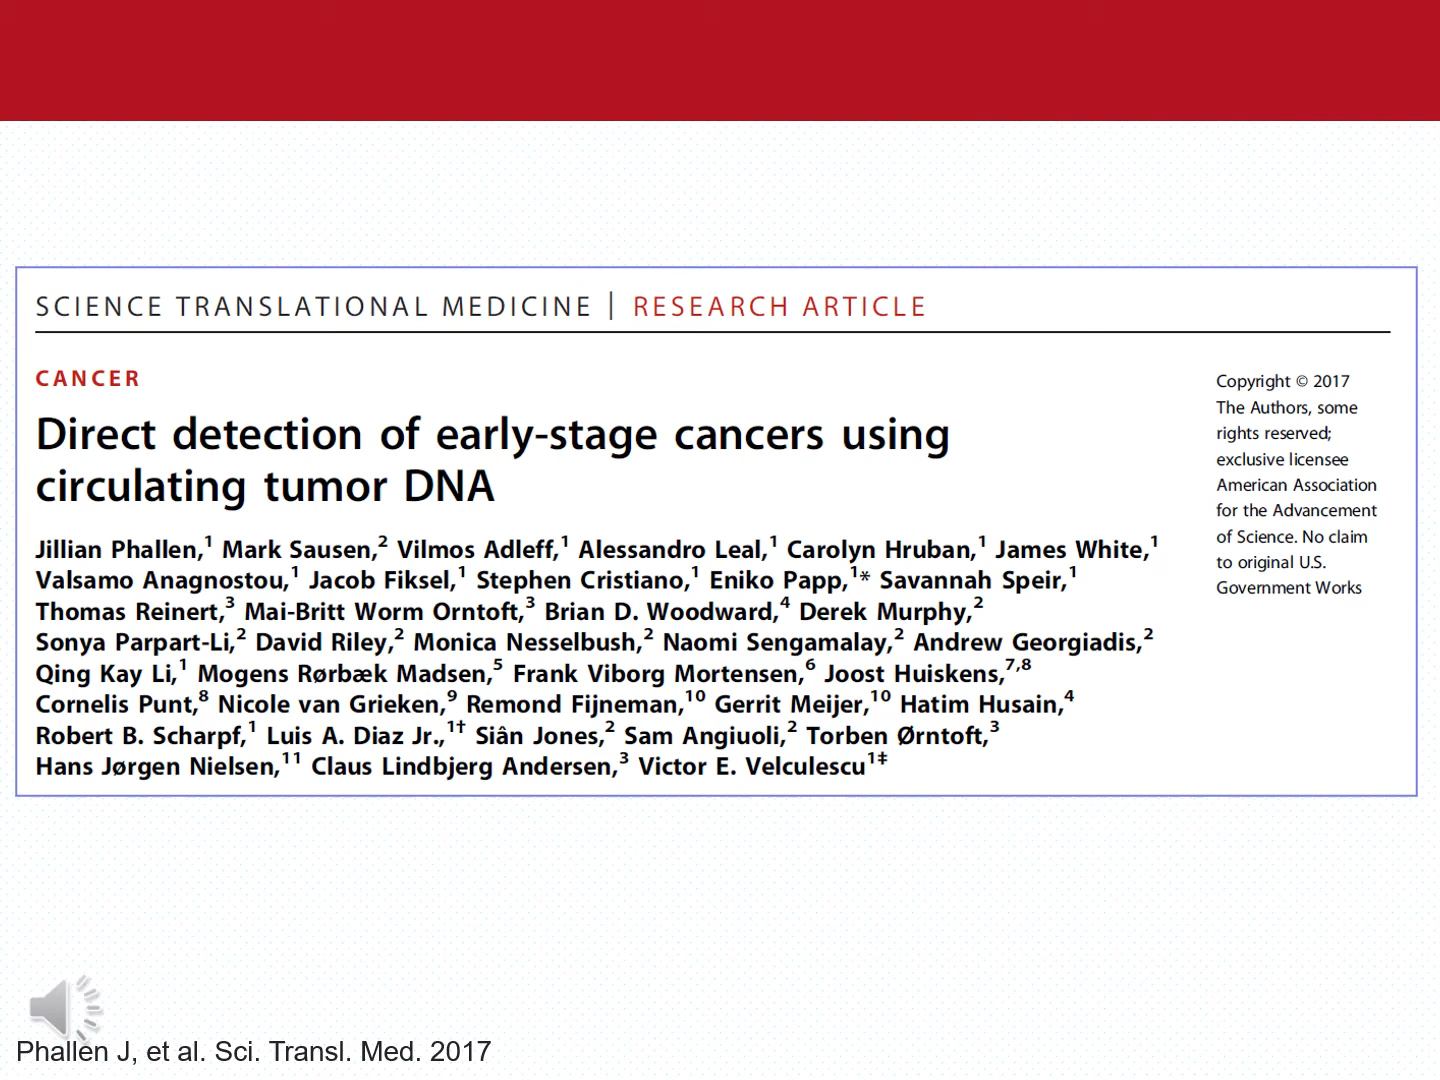 SCIENCE TRANSLATIONAL MEDICINE | RESEARCH ARTICLE
CANCER
Direct detection of early-stage cancers using
circulating tumor DNA
Jillian Phallen,1 Mark Sausen,2 Vilmos Adleff,1 Alessandro Leal,1 Carolyn Hruban,1 James White,1
Valsamo Anagnostou,1 Jacob Fiksel,1 Stephen Cristiano,1 Eniko Papp,1* Savannah Speir,1
Thomas Reinert,3 Mai-Britt Worm Orntoft,3 Brian D. Woodward,4 Derek Murphy,2
Sonya Parpart-Li,2 David Riley,2 Monica Nesselbush,2 Naomi Sengamalay,2 Andrew Georgiadis,2
Qing Kay Li,1 Mogens Rørbæk Madsen,5 Frank Viborg Mortensen,6 Joost Huiskens,7,8
Cornelis Punt,8 Nicole van Grieken,9 Remond Fijneman,10 Gerrit Meijer,10 Hatim Husain,4
Robert B. Scharpf,1 Luis A. Diaz Jr.,1† Siân Jones,2 Sam Angiuoli,2 Torben Ørntoft,3
Hans Jørgen Nielsen,11 Claus Lindbjerg Andersen,3 Victor E. Velculescu1‡
Copyright © 2017
The Authors, some
rights reserved;
exclusive licensee
American Association
for the Advancement
of Science. No claim
to original U.S.
Government Works
Phallen J, et al. Sci. Transl. Med. 2017